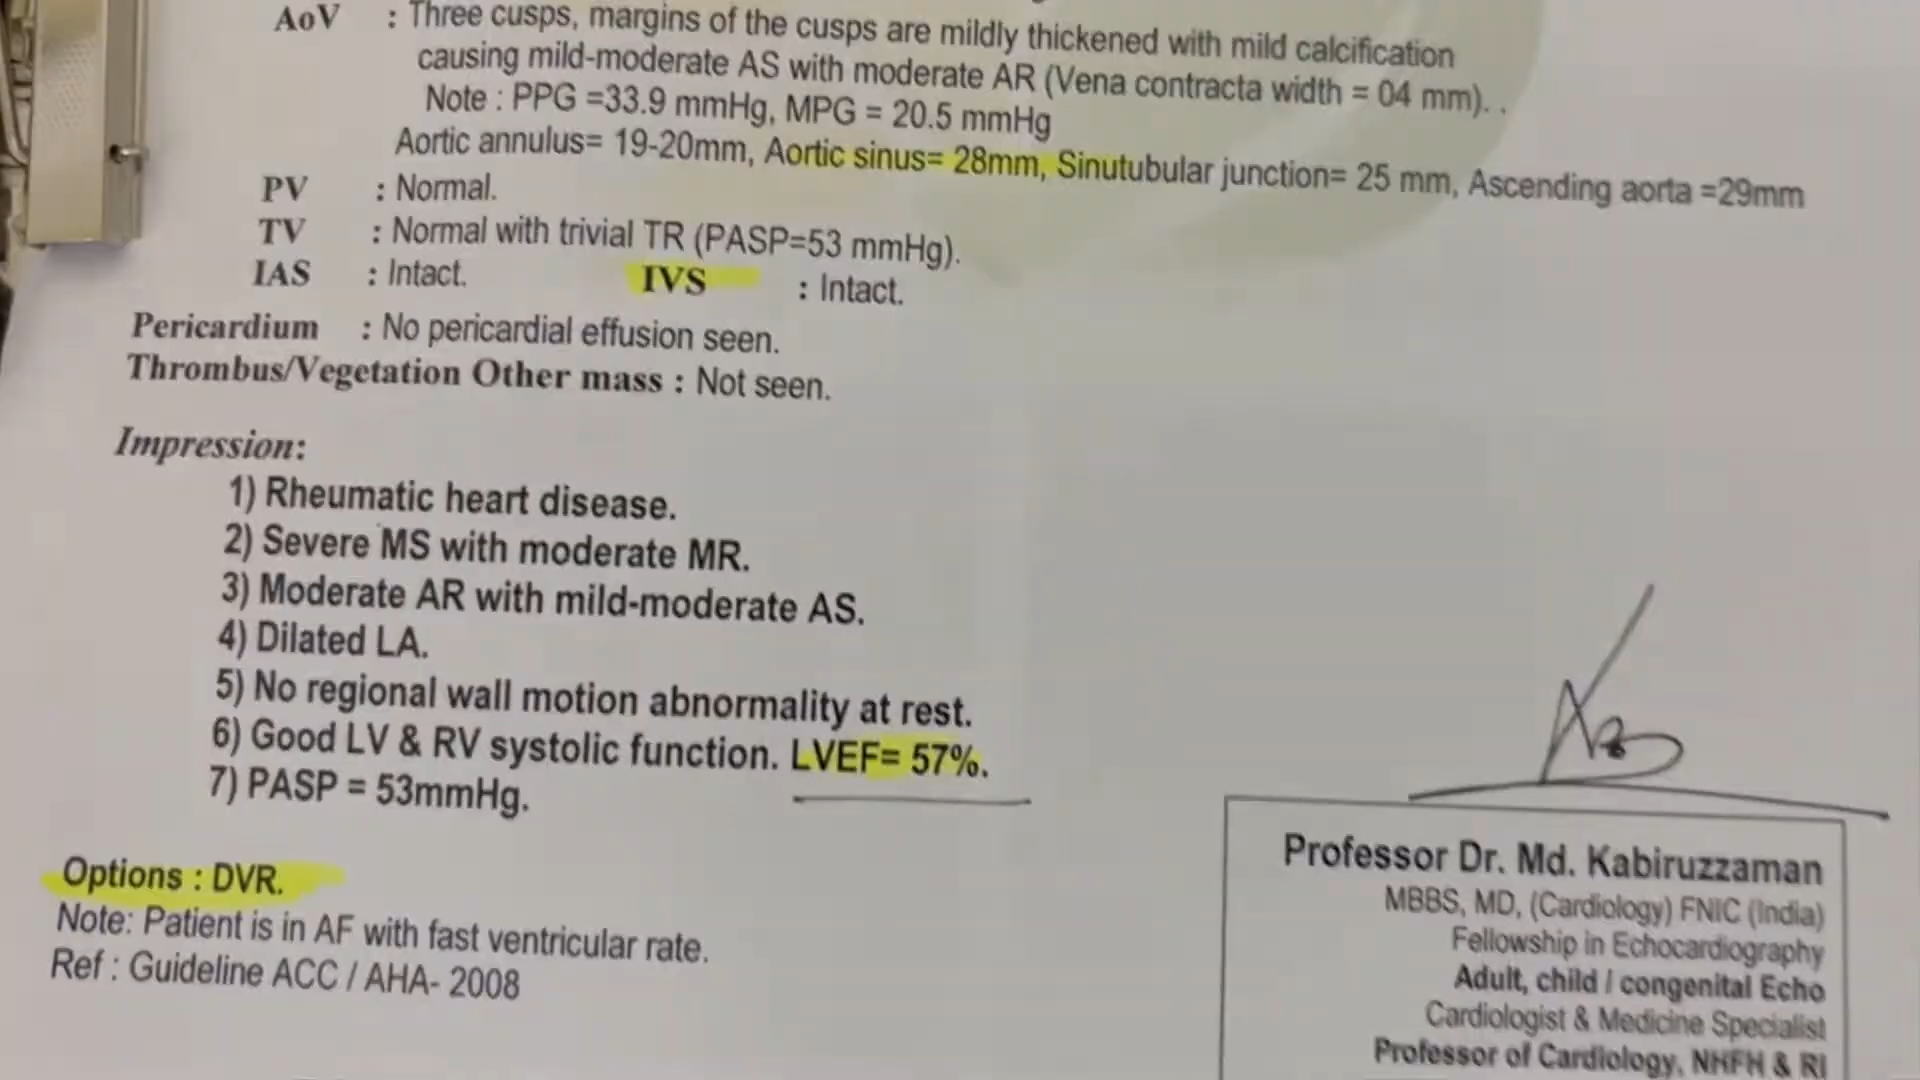 AoV : Three cusps, margins of the cusps are mildly thickened with mild calcification
causing mild-moderate AS with moderate AR (Vena contracta width = 04 mm). .
Note : PPG =33.9 mmHg, MPG = 20.5 mmHg
Aortic annulus= 19-20mm, Aortic sinus= 28mm, Sinutubular junction= 25 mm, Ascending aorta =29mm
PV : Normal.
TV : Normal with trivial TR (PASP=53 mmHg).
IAS : Intact. IVS : Intact.
Pericardium : No pericardial effusion seen.
Thrombus/Vegetation Other mass : Not seen.
Impression:
1) Rheumatic heart disease.
2) Severe MS with moderate MR.
3) Moderate AR with mild-moderate AS.
4) Dilated LA.
5) No regional wall motion abnormality at rest.
6) Good LV & RV systolic function. LVEF= 57%.
7) PASP = 53mmHg.
Options : DVR.
Note: Patient is in AF with fast ventricular rate.
Ref : Guideline ACC / AHA- 2008
Professor Dr. Md. Kabiruzzaman
MBBS, MD, (Cardiology) FNIC (India)
Fellowship in Echocardiography
Adult, child / congenital Echo
Cardiologist & Medicine Specialist
Professor of Cardiology, NHFH & RI